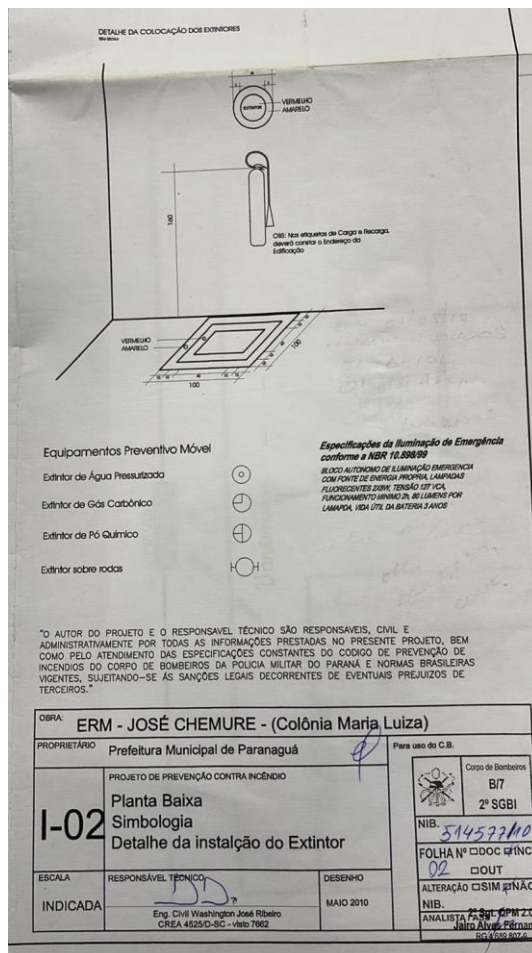 DETALHE DA COLOCAÇÃO DOS EXTINTORES
VERMELHO
AMARELO
EXTINTOR
160
OBS: Nas etiquetas de Carga e Recarga,
deverá constar o Endereço da
Edificação
VERMELHO
AMARELO
100
100
Equipamentos Preventivo Móvel
Extintor de Água Pressurizada
Extintor de Gás Carbônico
Extintor de Pó Químico
Extintor sobre rodas
Especificações da Iluminação de Emergência
conforme a NBR 10.898/99
BLOCO AUTONOMO DE ILUMINAÇÃO EMERGENCIA
COM FONTE DE ENERGIA PROPRIA, LAMPADAS
FLUORECENTES 2X8W, TENSÃO 127 VCA,
FUNCIONAMENTO MINIMO 2h, 80 LUMENS POR
LAMAPDA, VIDA ÚTIL DA BATERIA 3 ANOS
"O AUTOR DO PROJETO E O RESPONSAVEL TÉCNICO SÃO RESPONSAVEIS, CIVIL E
ADMINISTRATIVAMENTE POR TODAS AS INFORMAÇÕES PRESTADAS NO PRESENTE PROJETO, BEM
COMO PELO ATENDIMENTO DAS ESPECIFICAÇÕES CONSTANTES DO CODIGO DE PREVENÇÃO DE
INCENDIOS DO CORPO DE BOMBEIROS DA POLICIA MILITAR DO PARANÁ E NORMAS BRASILEIRAS
VIGENTES, SUJEITANDO-SE ÁS SANÇÕES LEGAIS DECORRENTES DE EVENTUAIS PREJUIZOS DE
TERCEIROS."
OBRA: ERM - JOSÉ CHEMURE - (Colônia Maria Luiza)
PROPRIETÁRIO Prefeitura Municipal de Paranaguá
Para uso do C.B.
I-02
PROJETO DE PREVENÇÃO CONTRA INCÊNDIO
Planta Baixa
Simbologia
Detalhe da instalção do Extintor
Corpo de Bombeiros
B/7
2º SGBI
NIB. 514577/10
FOLHA Nº DOC INC
02 OUT
ALTERAÇÃO SIM NÃO
NIB.
ANALISTA
2º Sgt. QPM 2.0
Jairo Alves Fernan
ESCALA
INDICADA
RESPONSÁVEL TÉCNICO
Eng. Civil Washington José Ribeiro
CREA 4525/D-SC - visto 7662
DESENHO
MAIO 2010